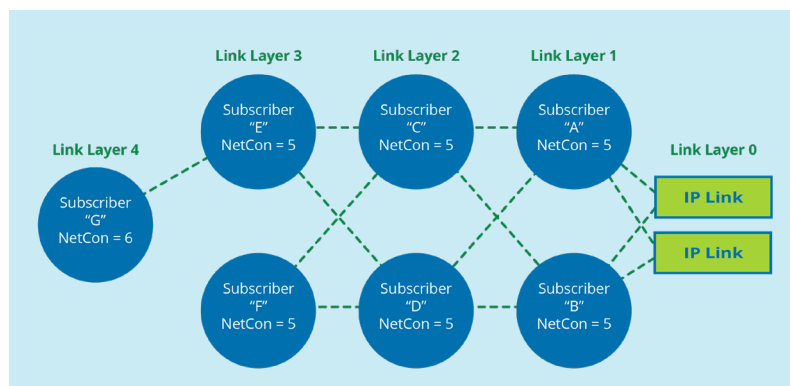 Link Layer 3
Link Layer 2
Link Layer 1
Subscriber
“E”
NetCon = 5
Subscriber
“C”
NetCon = 5
Subscriber
“A”
NetCon = 5
Link Layer 4
Link Layer 0
Subscriber
“G”
NetCon = 6
IP Link
IP Link
Subscriber
“F”
NetCon = 5
Subscriber
“D”
NetCon = 5
Subscriber
“B”
NetCon = 5